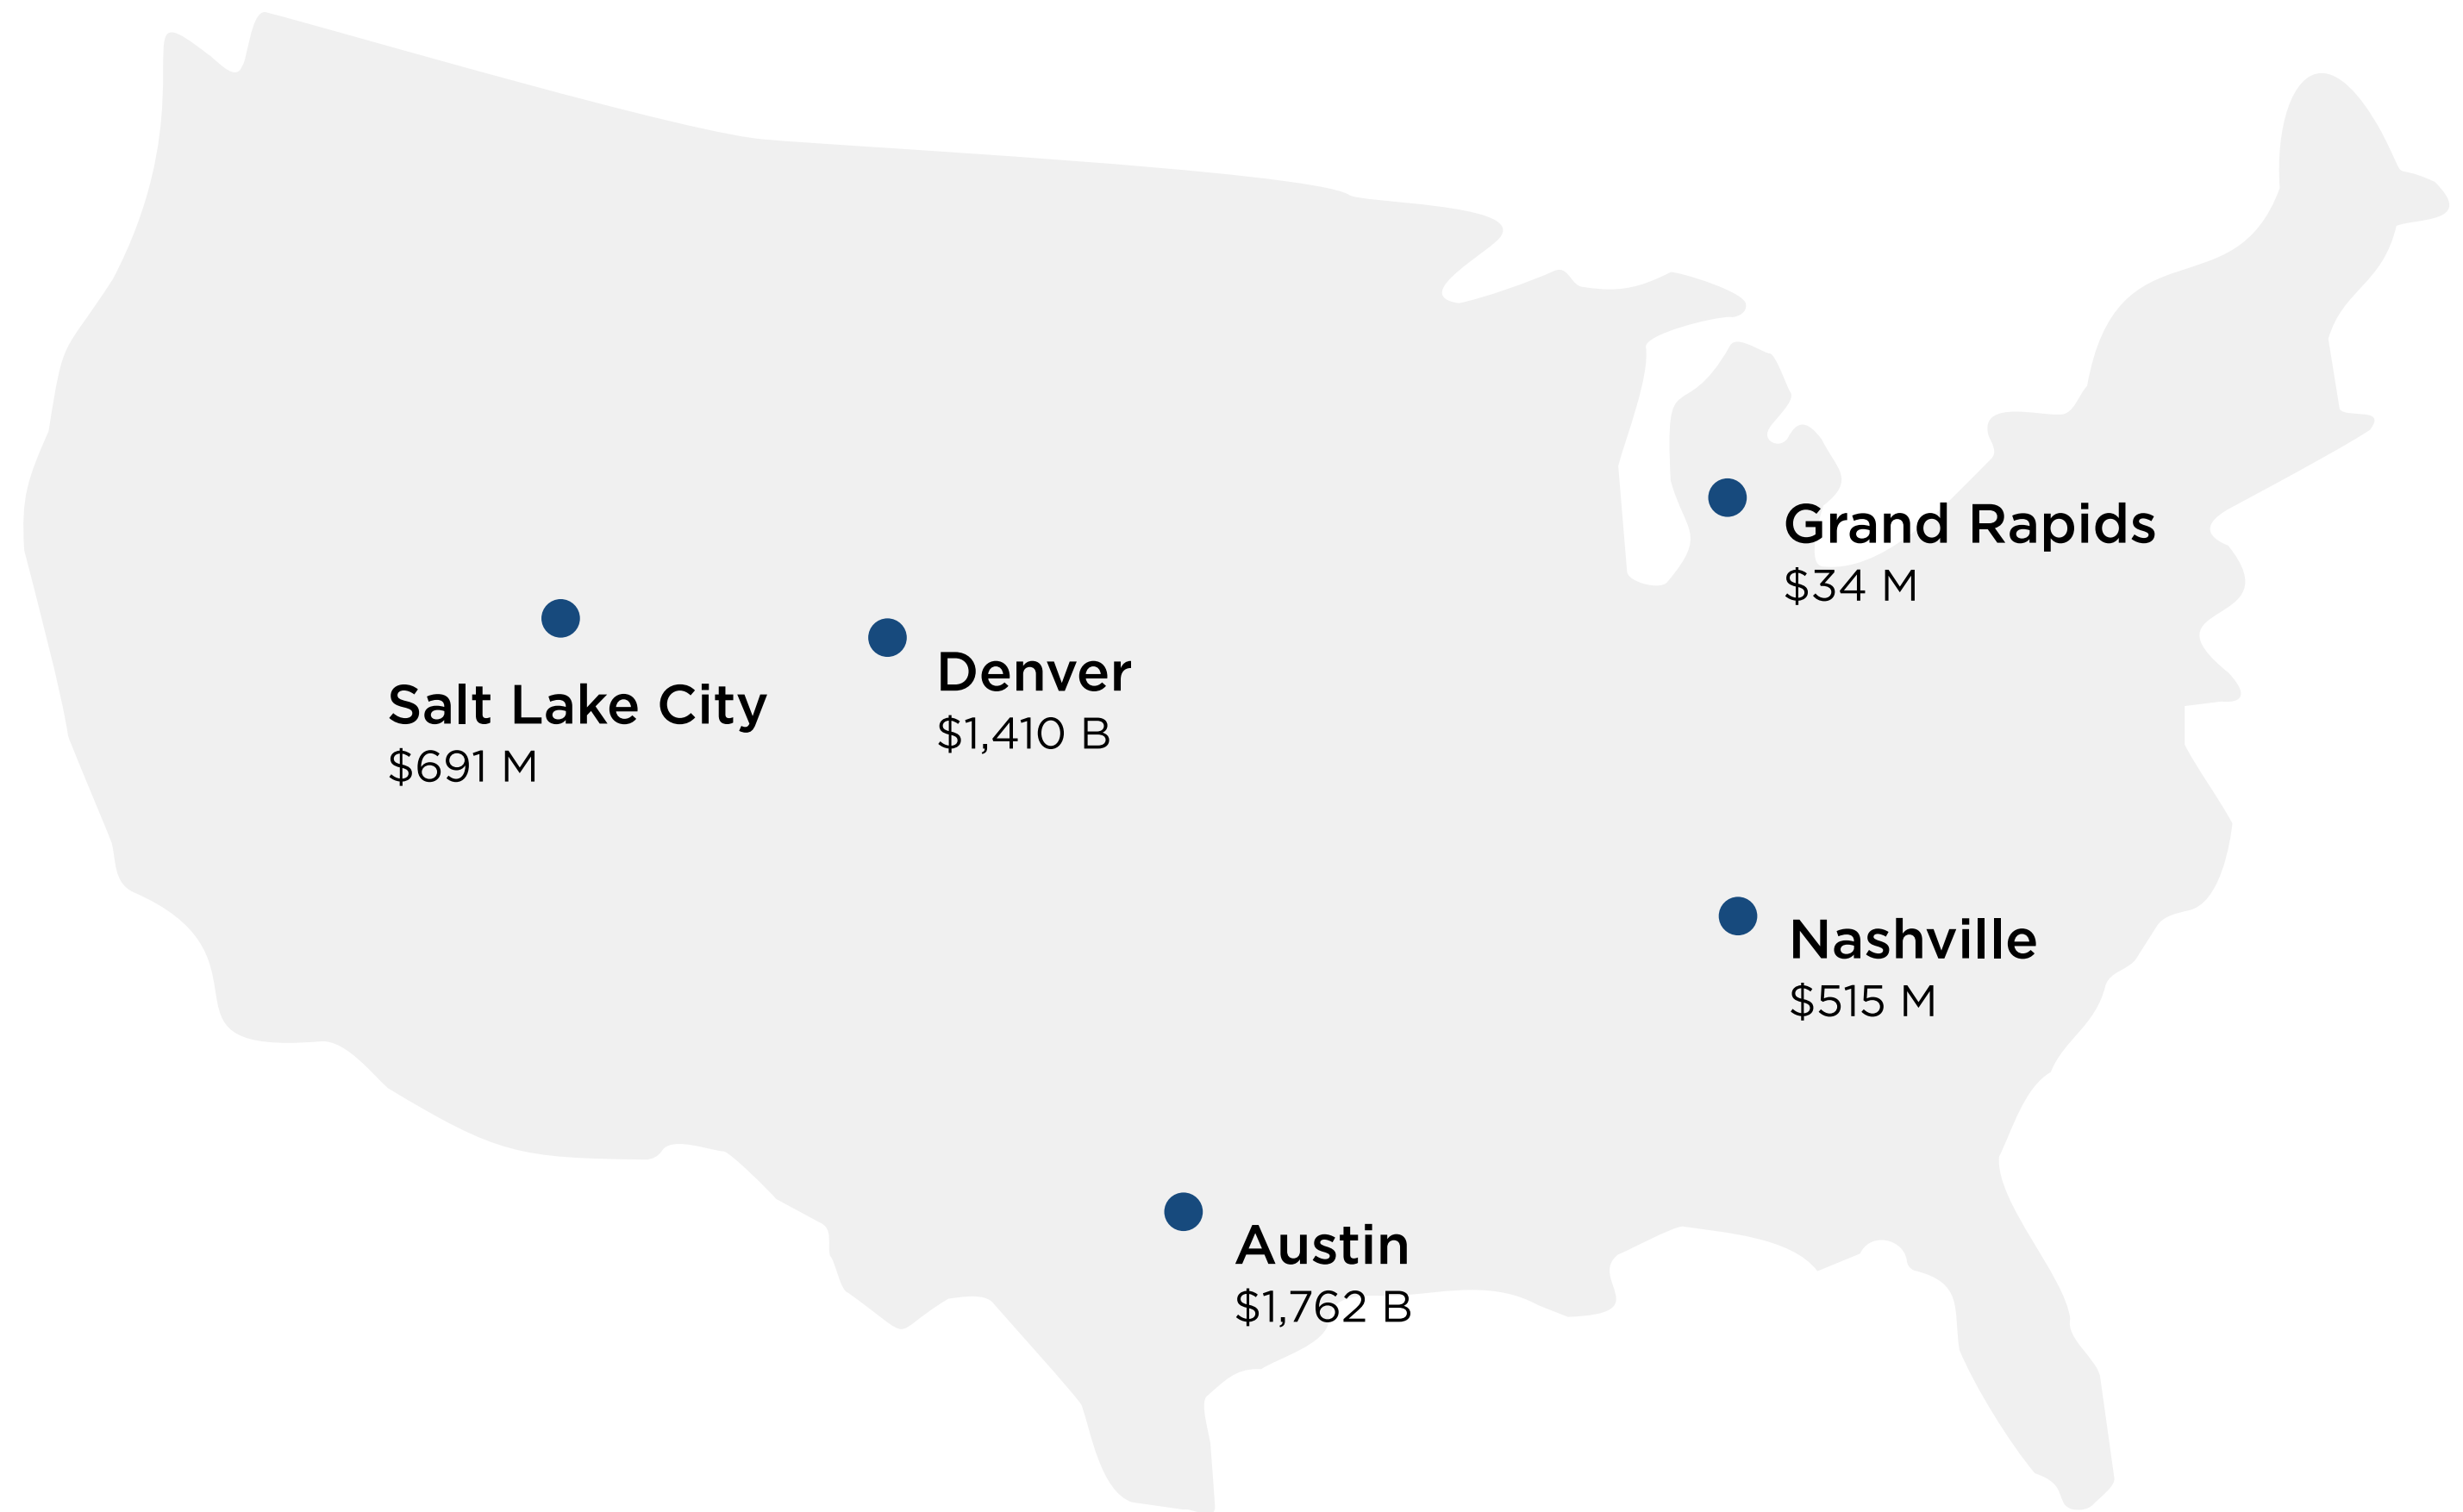 Grand Rapids
$34 M
Denver
$1,410 B
Salt Lake City
$691 M
Nashville
$515 M
Austin
$1,762 B